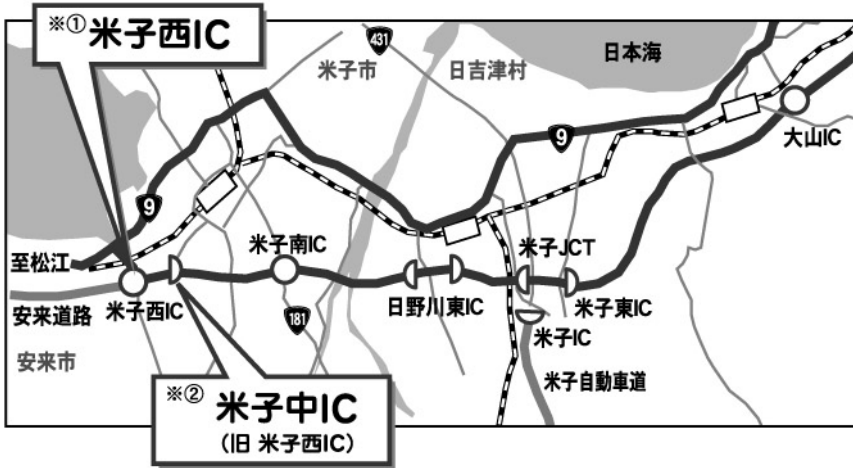 ※① 米子西IC
431
米子市
日吉津村
日本海
9
大山IC
9
至松江
米子南IC
米子JCT
安来道路
米子西IC
日野川東IC
米子東IC
181
米子IC
安来市
米子自動車道
※② 米子中IC
（旧 米子西IC）